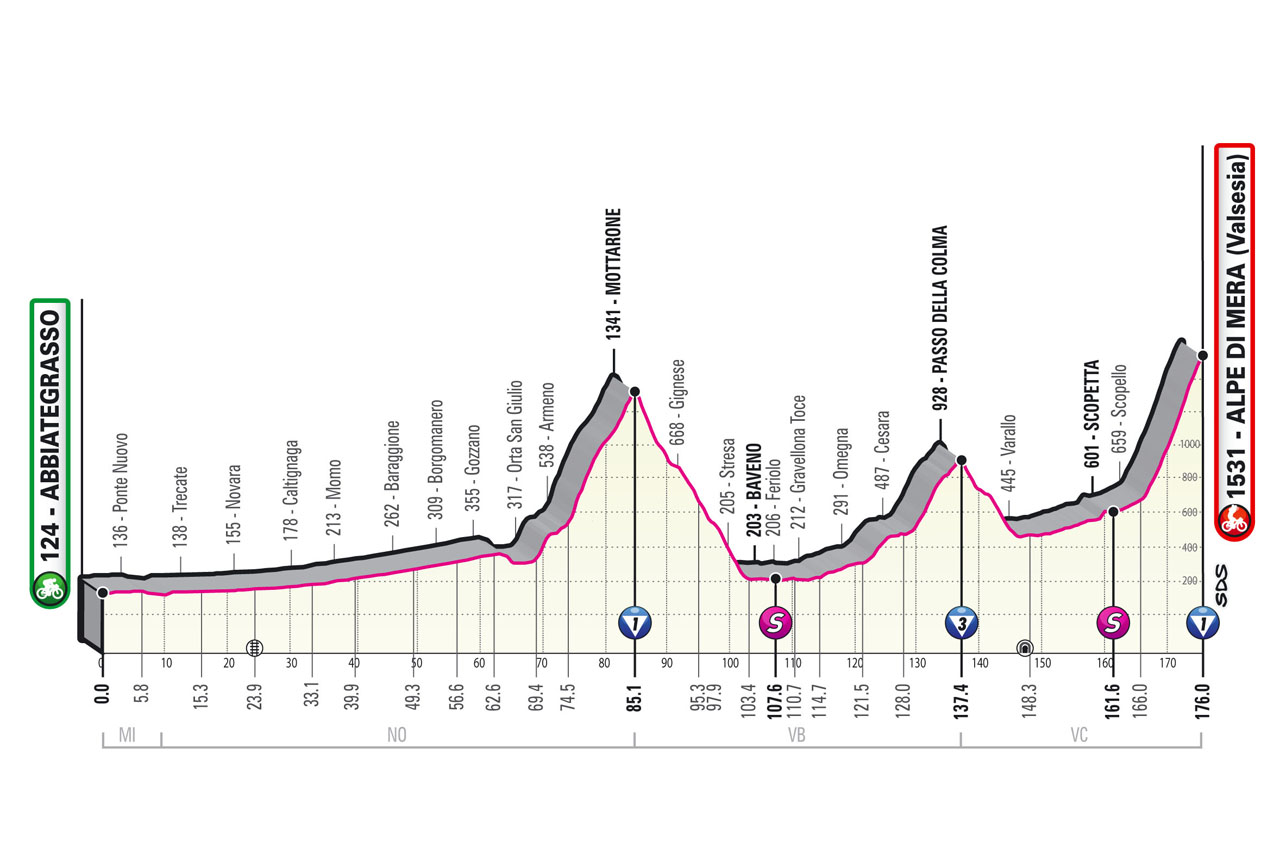 124 - ABBIATEGRASSO
136 - Ponte Nuovo
138 - Trecate
155 - Novara
178 - Caltignaga
213 - Momo
262 - Baraggione
309 - Borgomanero
355 - Gozzano
317 - Orta San Giulio
538 - Armeno
1341 - MOTTARONE
668 - Gignese
205 - Stresa
203 - BAVENO
206 - Feriolo
212 - Gravellona Toce
291 - Omegna
487 - Cesara
928 - PASSO DELLA COLMA
445 - Varallo
601 - SCOPETTA
659 - Scopello
1531 - ALPE DI MERA (Valsesia)
1000
800
600
400
200
SDS
1
S
3
S
1
0
10
20
30
40
50
60
70
80
90
100
110
120
130
140
150
160
170
0.0
5.8
15.3
23.9
33.1
39.9
49.3
56.6
62.6
69.4
74.5
85.1
95.3
97.9
103.4
107.6
110.7
114.7
121.5
128.0
137.4
148.3
161.6
166.0
176.0
MI
NO
VB
VC